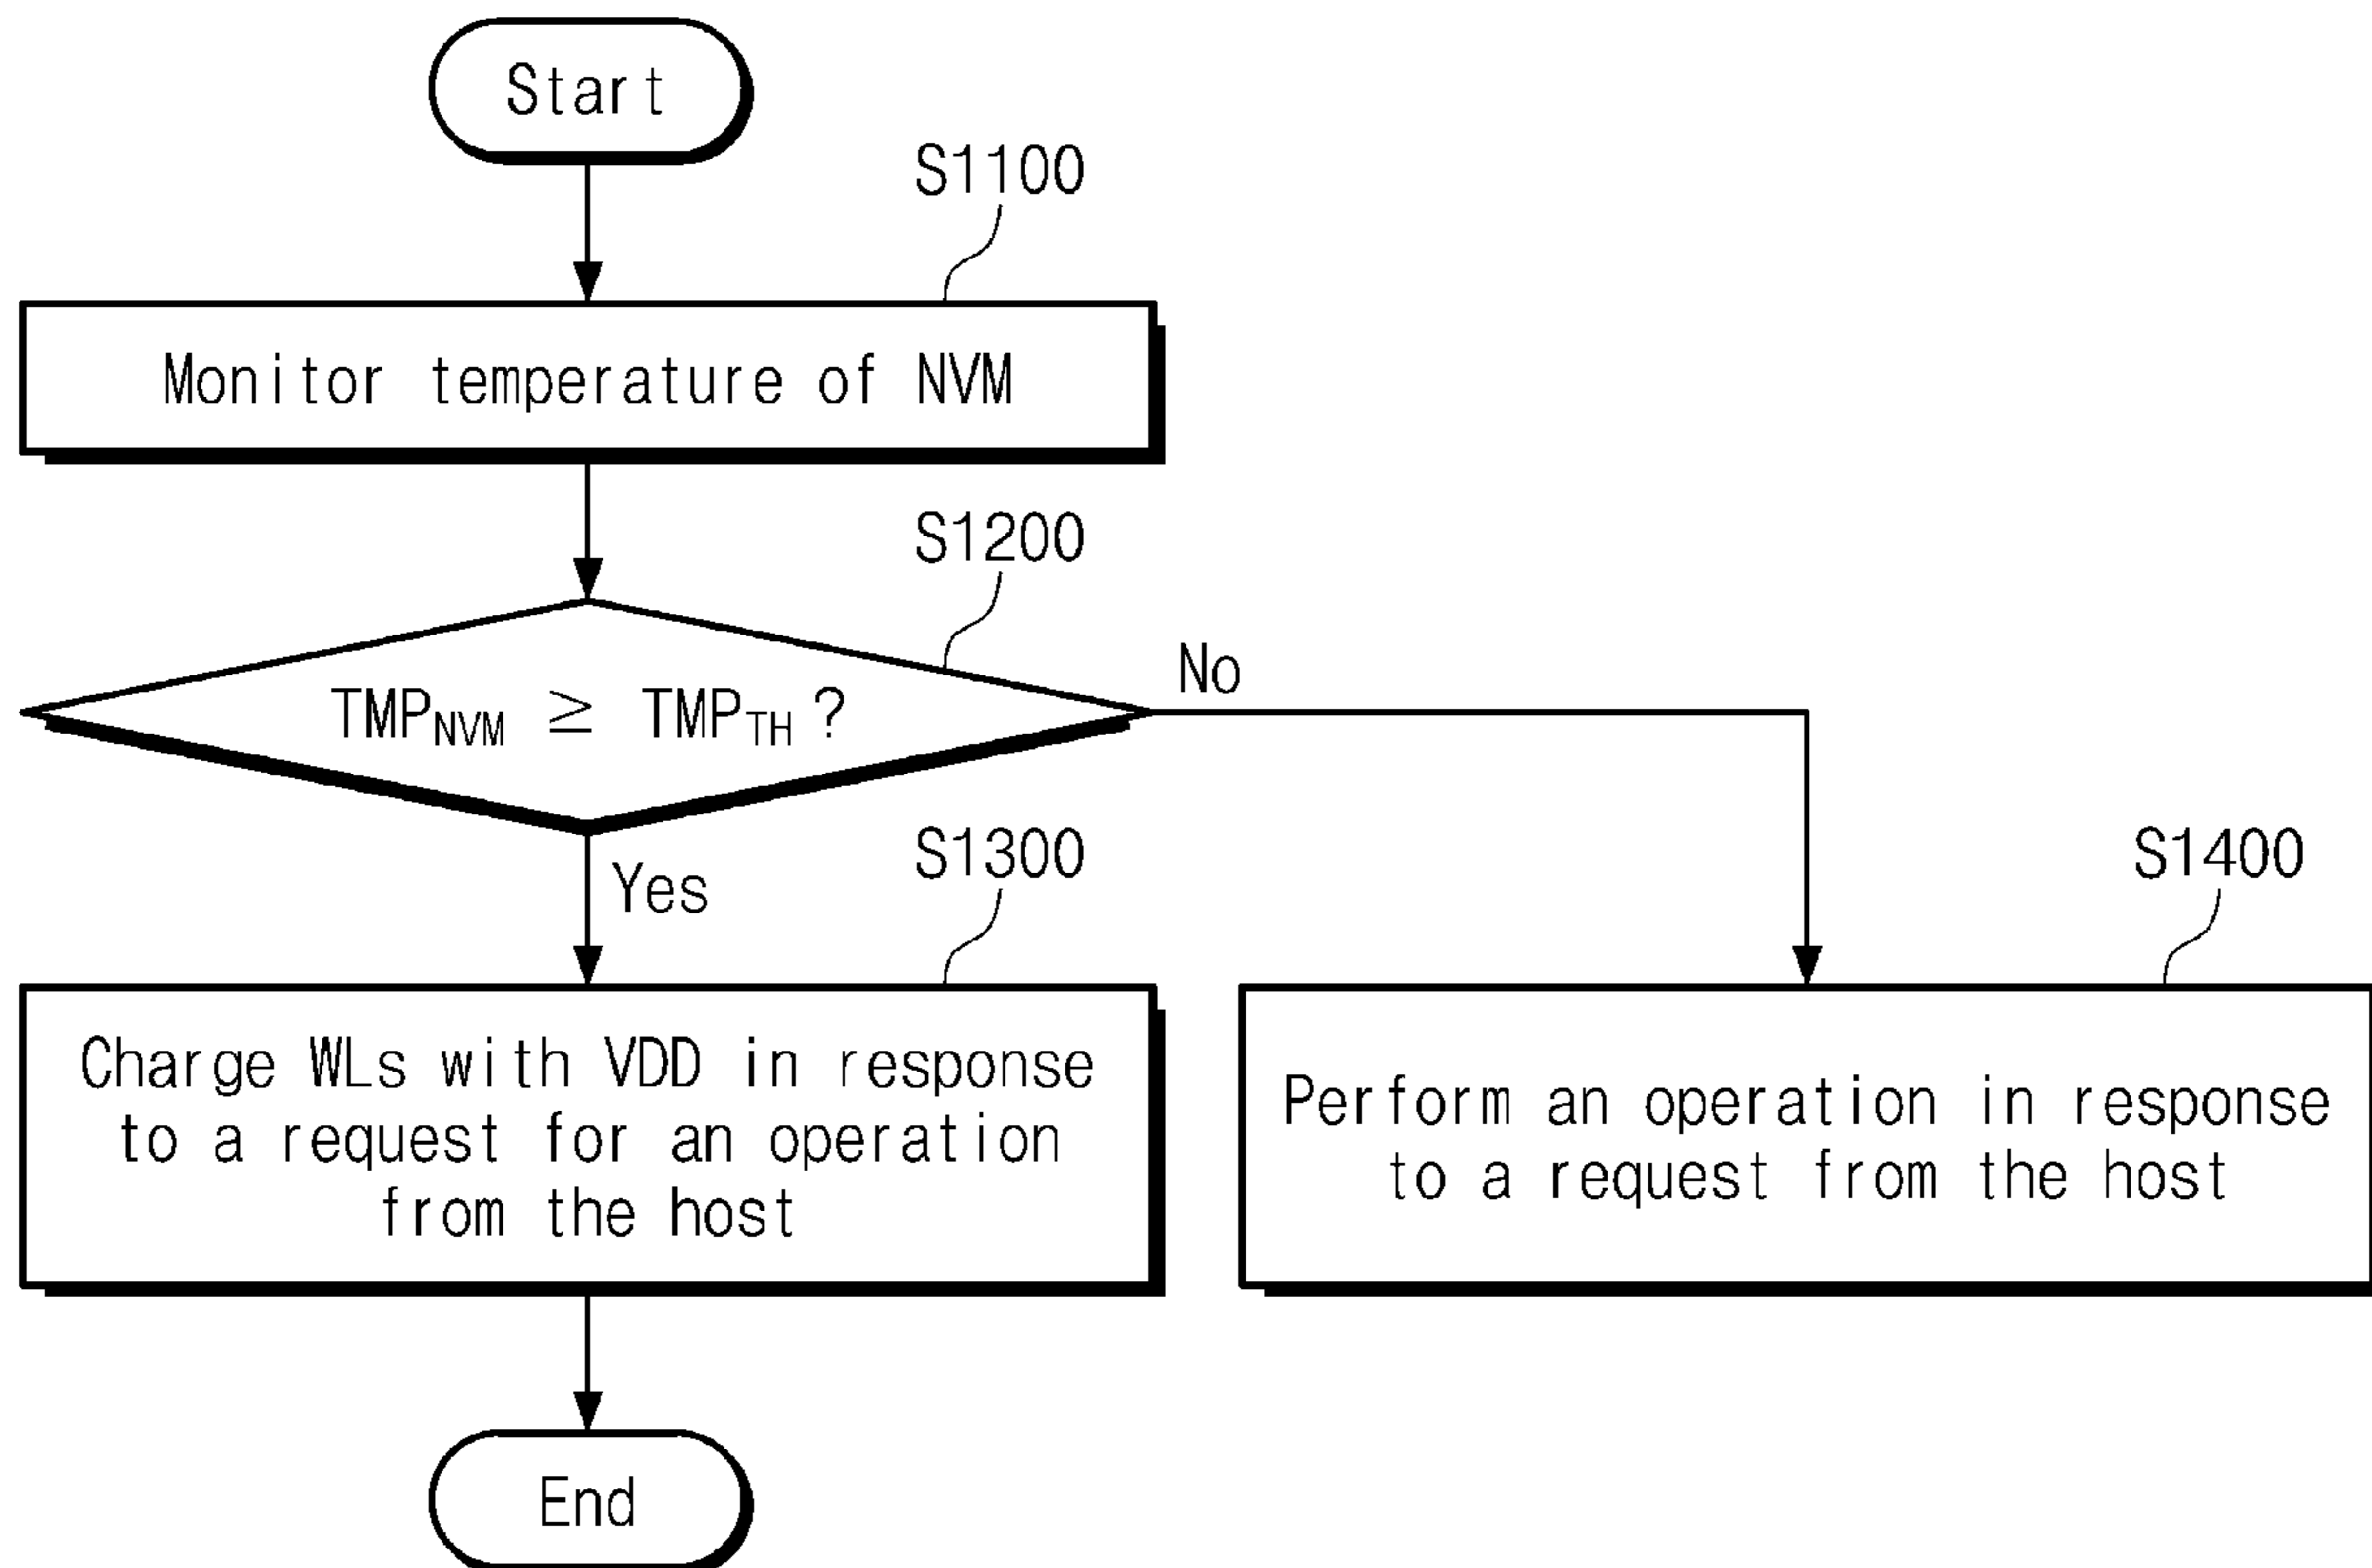 Start
S1100
Monitor temperature of NVM
S1200
TMPNVM ≥ TMPTH ?
No
Yes
S1300
S1400
Charge WLs with VDD in response
to a request for an operation
from the host
Perform an operation in response
to a request from the host
End